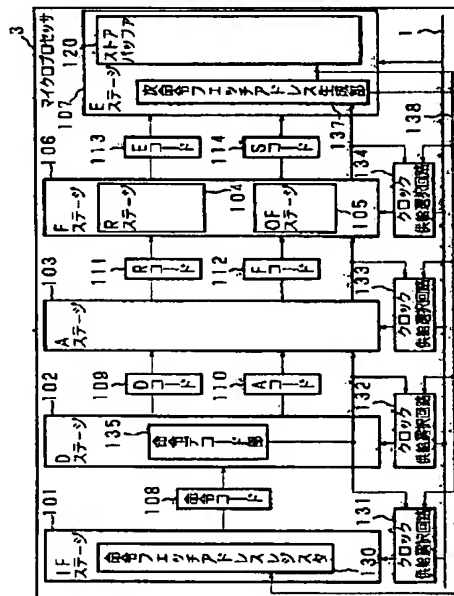 マイクロプロセッサ
3
101
IFステージ
命令フェッチアドレスレジスタ
130
108
命令コード
102
Dステージ
135
命令デコード部
109
Dコード
110
Aコード
103
Aステージ
111
Rコード
112
Fコード
106
Fステージ
Rステージ
104
OFステージ
105
113
Eコード
114
Sコード
107
Eステージ
120
ストアバッファ
次命令フェッチアドレス生成部
137
131
クロック
供給選択回路
132
クロック
供給選択回路
133
クロック
供給選択回路
134
クロック
供給選択回路
138
1